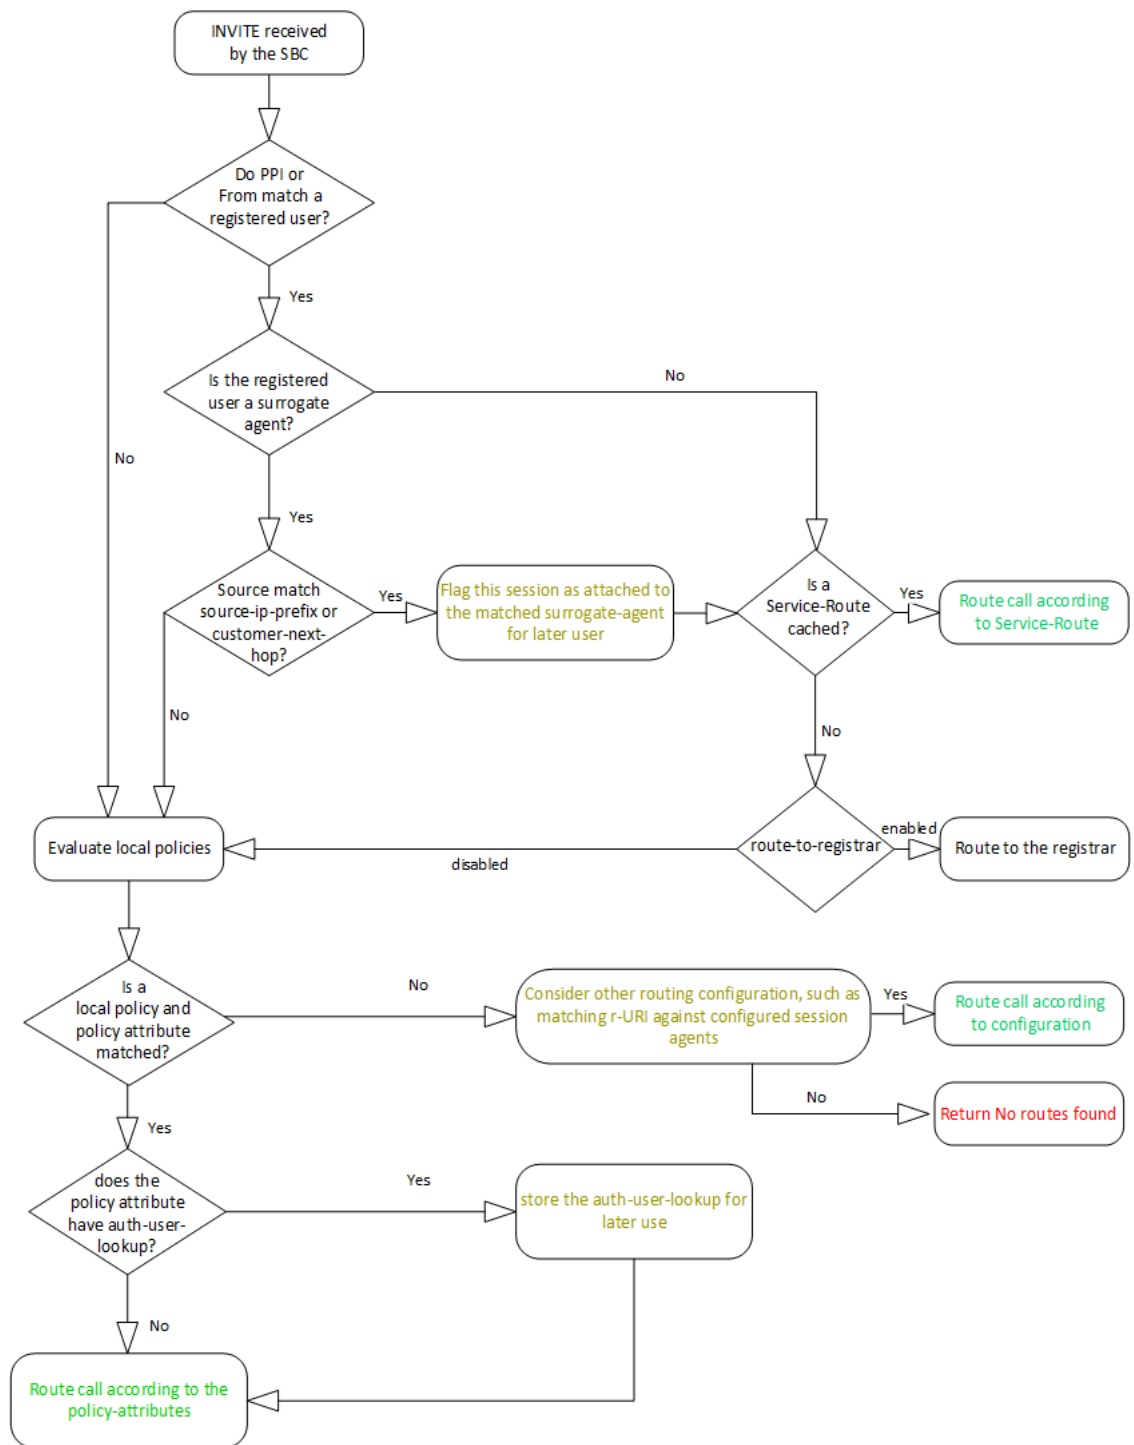 INVITE received
by the SBC
Do PPI or
From match a
registered user?
Yes
No
Is the registered
user a surrogate
agent?
No
Yes
Source match
source-ip-prefix or
customer-next-
hop?
Yes
Flag this session as attached to
the matched surrogate-agent
for later user
Is a
Service-Route
cached?
Yes
Route call according
to Service-Route
No
No
Evaluate local policies
disabled
route-to-registrar
enabled
Route to the registrar
Is a
local policy and
policy attribute
matched?
No
Consider other routing configuration, such as
matching r-URI against configured session
agents
Yes
Route call according
to configuration
No
Return No routes found
Yes
does the
policy attribute
have auth-user-
lookup?
Yes
store the auth-user-lookup for
later use
No
Route call according to the
policy-attributes